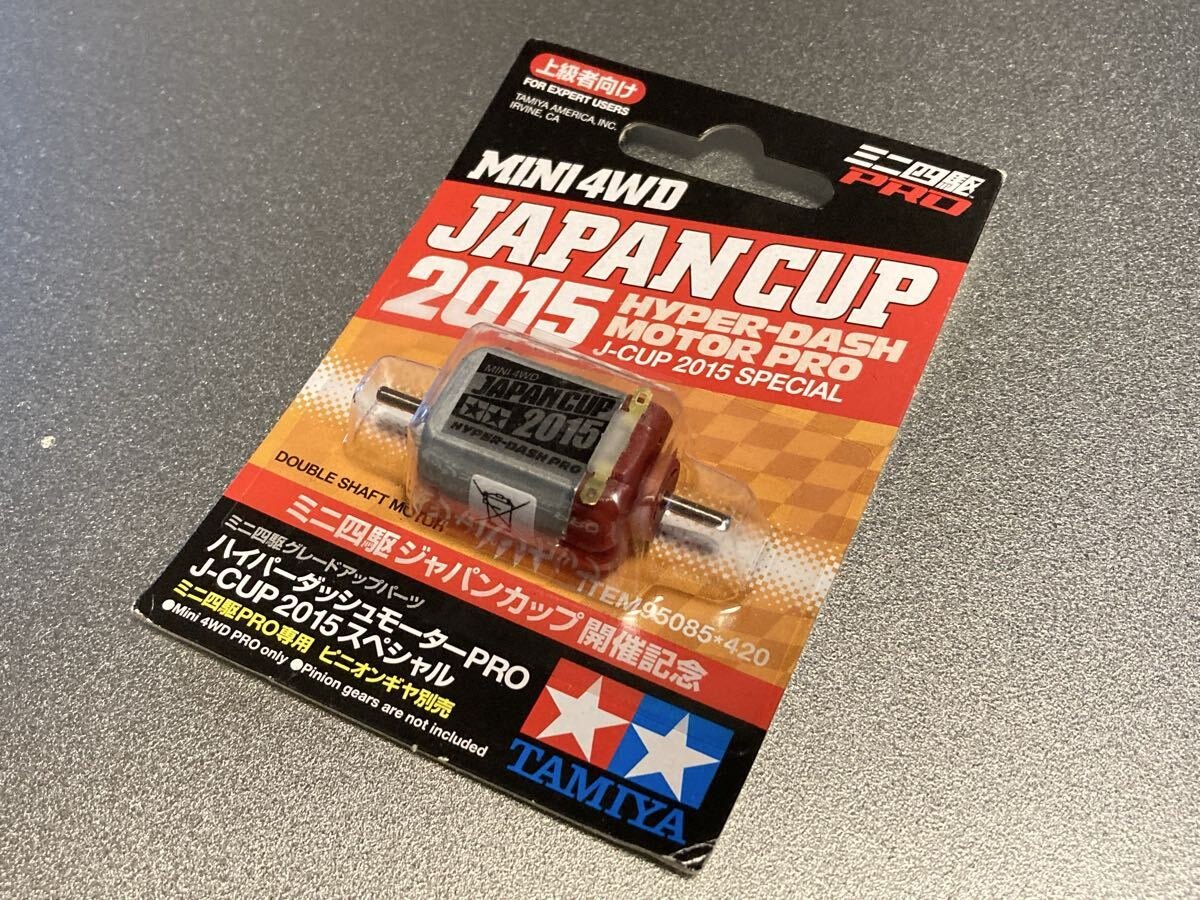 上級者向け
FOR EXPERT USERS
TAMIYA AMERICA, INC.
IRVINE, CA
ミニ四駆
PRO
MINI 4WD
JAPAN CUP
2015
HYPER-DASH
MOTOR PRO
J-CUP 2015 SPECIAL
MINI 4WD
JAPAN CUP
2015
HYPER-DASH PRO
DOUBLE SHAFT MOTOR
ミニ四駆 ジャパンカップ 開催記念
ITEM 95085*420
ミニ四駆グレードアップパーツ
ハイパーダッシュモーターPRO
J-CUP 2015 スペシャル
ミニ四駆PRO専用 ピニオンギヤ別売
●Mini 4WD PRO only ●Pinion gears are not included
TAMIYA